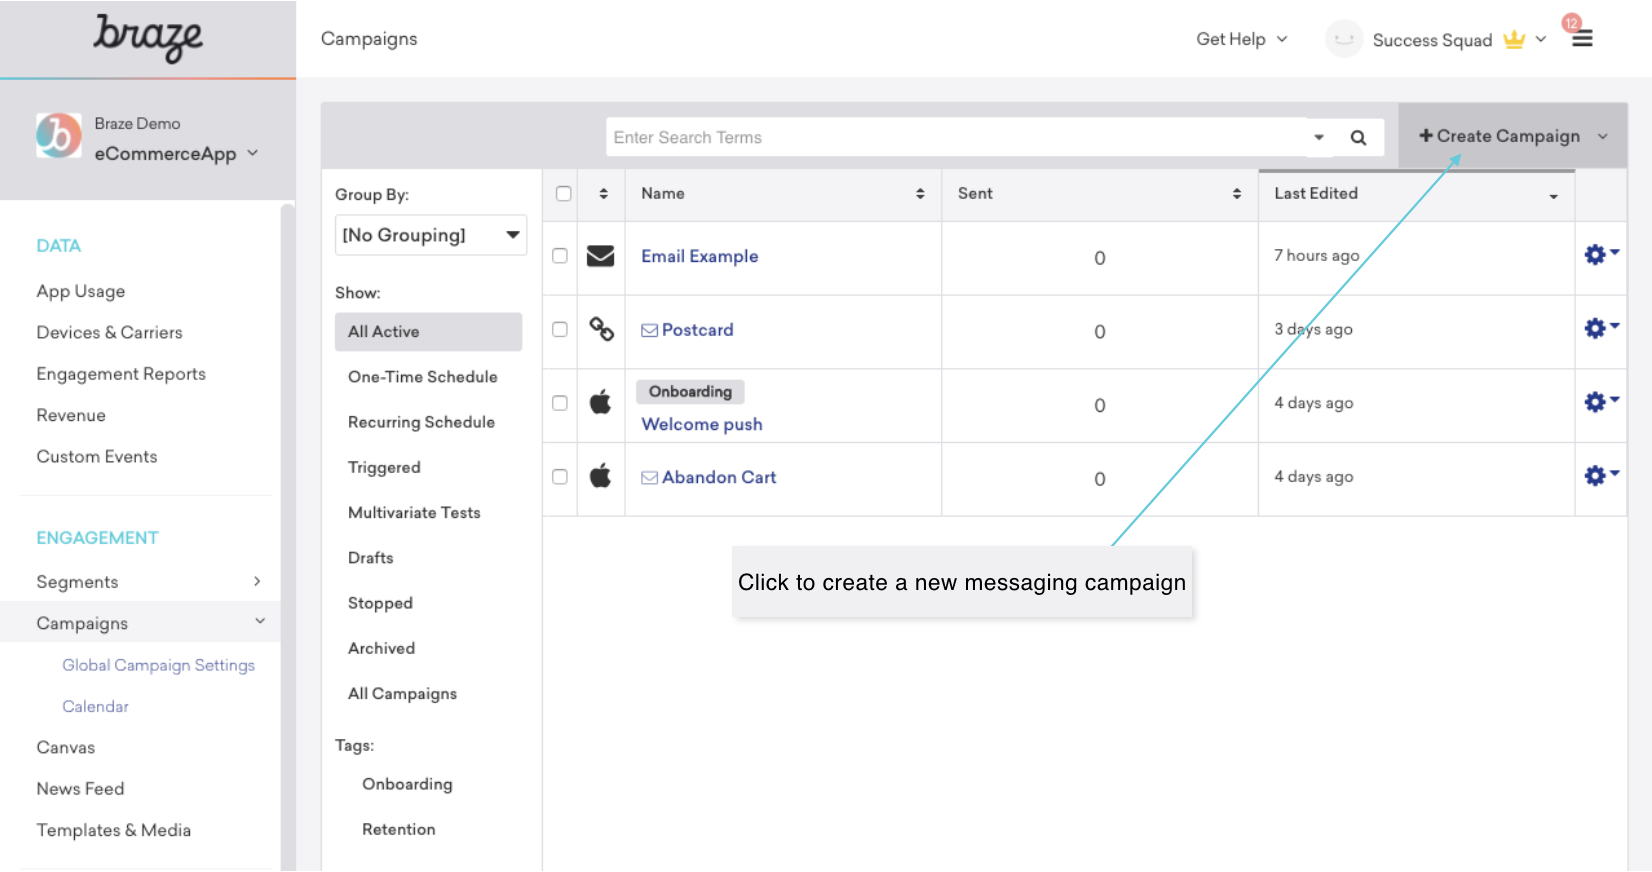 braze
Campaigns
Get Help
Success Squad
12
Braze Demo
eCommerceApp
Enter Search Terms
+ Create Campaign
DATA
App Usage
Devices & Carriers
Engagement Reports
Revenue
Custom Events
ENGAGEMENT
Segments
Campaigns
Global Campaign Settings
Calendar
Canvas
News Feed
Templates & Media
Group By:
[No Grouping]
Show:
All Active
One-Time Schedule
Recurring Schedule
Triggered
Multivariate Tests
Drafts
Stopped
Archived
All Campaigns
Tags:
Onboarding
Retention
Name Sent Last Edited
Email Example 0 7 hours ago
Postcard 0 3 days ago
Onboarding
Welcome push 0 4 days ago
Abandon Cart 0 4 days ago
Click to create a new messaging campaign